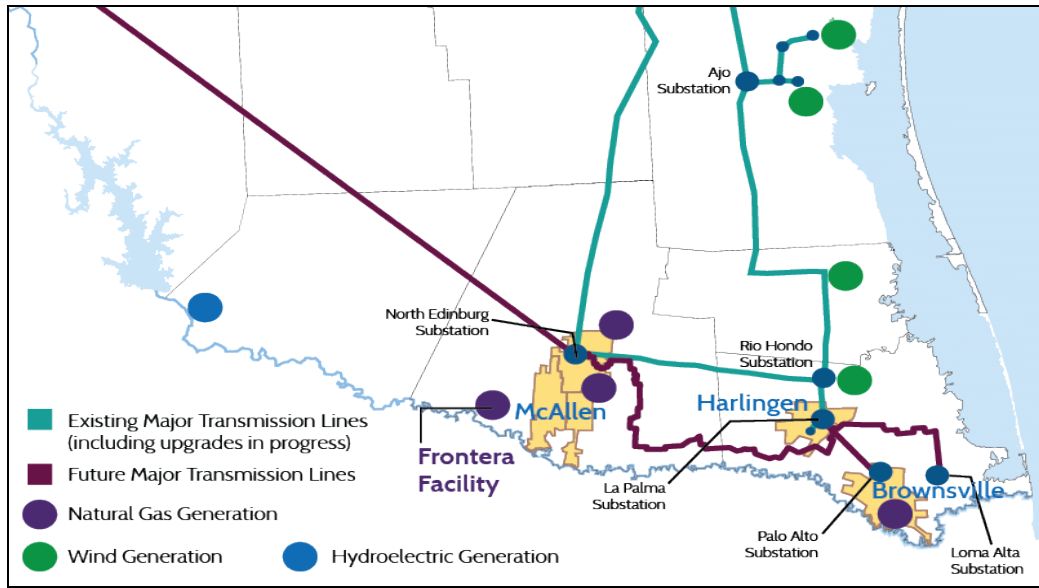 Ajo
Substation
North Edinburg
Substation
Rio Hondo
Substation
McAllen
Harlingen
Frontera
Facility
La Palma
Substation
Brownsville
Palo Alto
Substation
Loma Alta
Substation
Existing Major Transmission Lines
(including upgrades in progress)
Future Major Transmission Lines
Natural Gas Generation
Wind Generation
Hydroelectric Generation